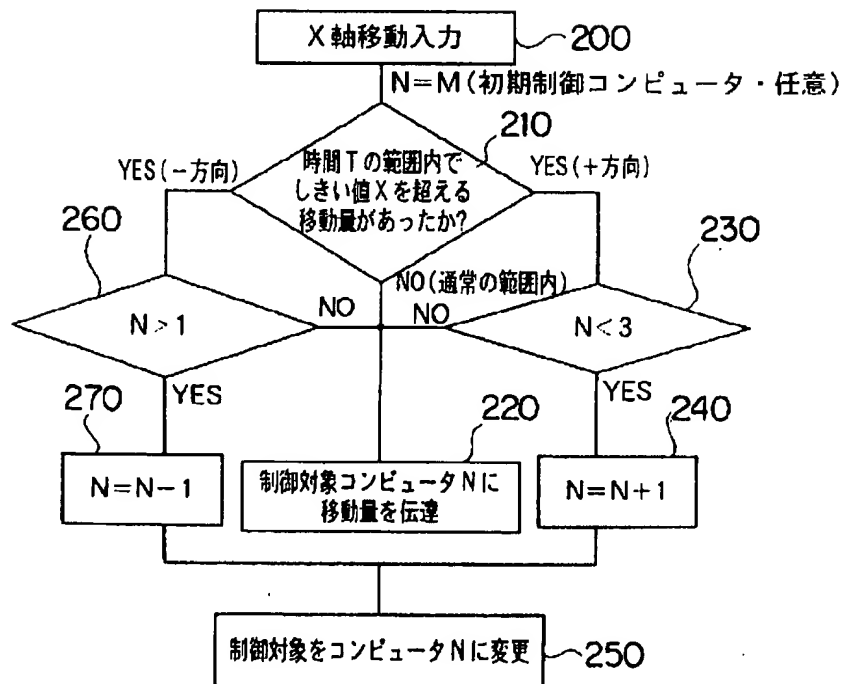 X軸移動入力
200
N=M(初期制御コンピュータ・任意)
210
時間Tの範囲内で
しきい値Xを超える
移動量があったか?
YES(-方向)
YES(+方向)
260
230
NO(通常の範囲内)
N>1
NO
NO
N<3
YES
YES
270
220
240
N=N-1
制御対象コンピュータNに
移動量を伝達
N=N+1
制御対象をコンピュータNに変更
250